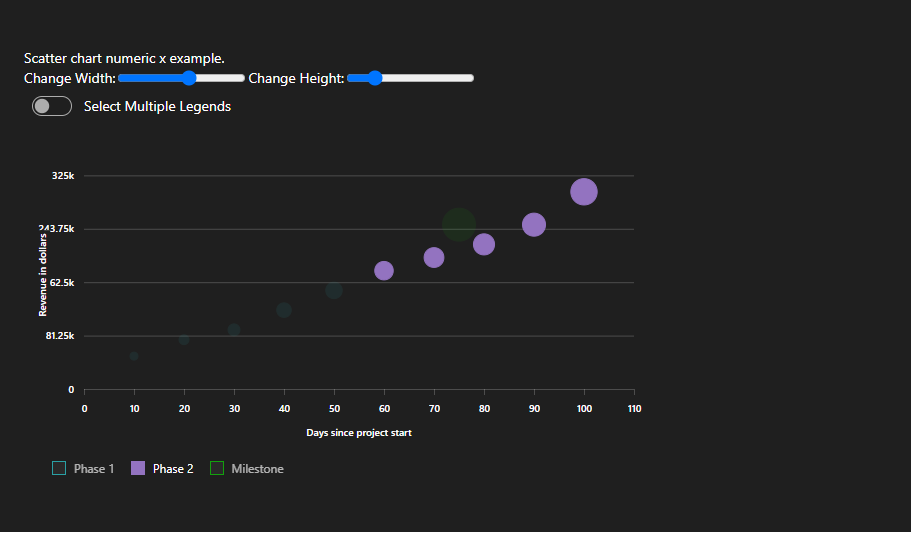 Scatter chart numeric x example.
Change Width: Change Height:
Select Multiple Legends
325k
243.75k
62.5k
81.25k
0
Revenue in dollars
0 10 20 30 40 50 60 70 80 90 100 110
Days since project start
Phase 1 Phase 2 Milestone